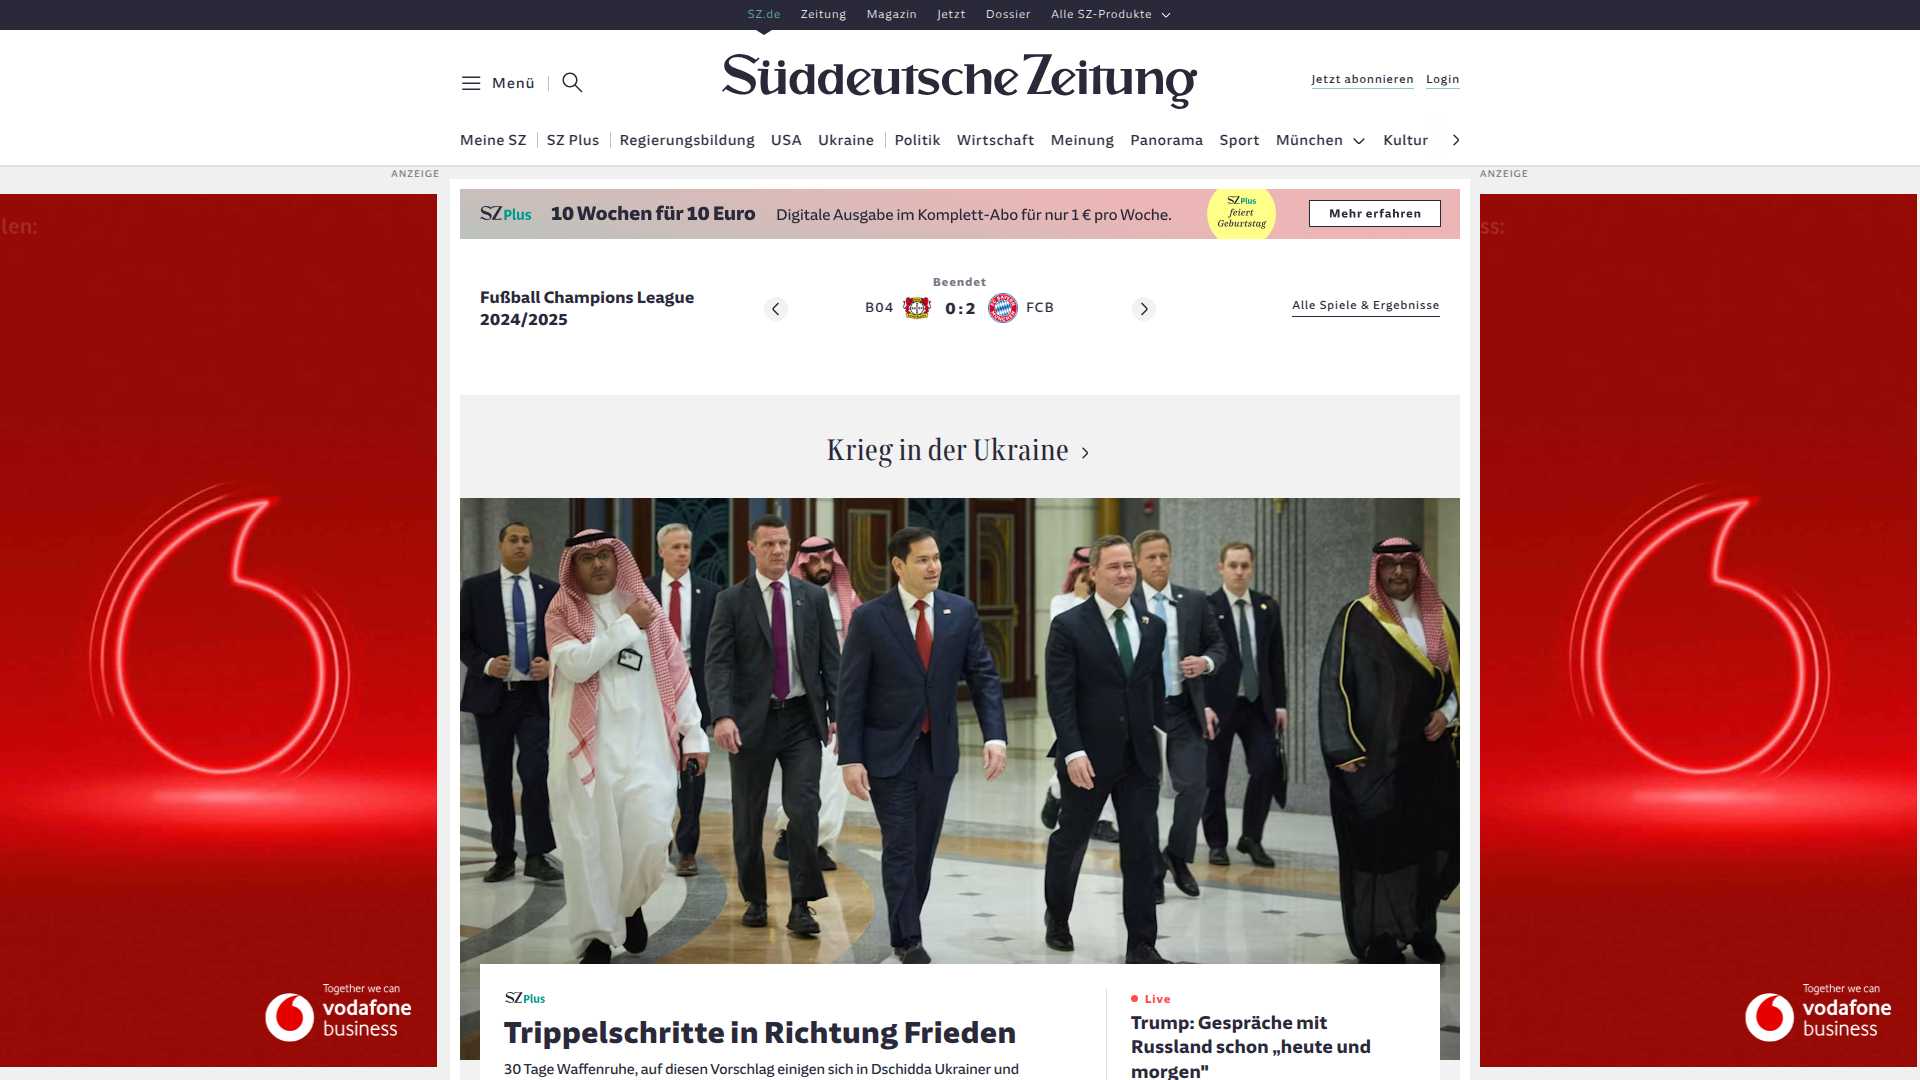 SZ.de Zeitung Magazin Jetzt Dossier Alle SZ-Produkte
Menü
Süddeutsche Zeitung
Jetzt abonnieren Login
Meine SZ SZ Plus Regierungsbildung USA Ukraine Politik Wirtschaft Meinung Panorama Sport München Kultur
ANZEIGE
ANZEIGE
len:
ss:
SZ Plus 10 Wochen für 10 Euro Digitale Ausgabe im Komplett-Abo für nur 1 € pro Woche.
SZ Plus
feiert
Geburtstag
Mehr erfahren
Fußball Champions League
2024/2025
Beendet
B04 0:2 FCB
Alle Spiele & Ergebnisse
Krieg in der Ukraine
Together we can
vodafone
business
Together we can
vodafone
business
SZ Plus
Trippelschritte in Richtung Frieden
30 Tage Waffenruhe, auf diesen Vorschlag einigen sich in Dschidda Ukrainer und
Live
Trump: Gespräche mit
Russland schon „heute und
morgen"